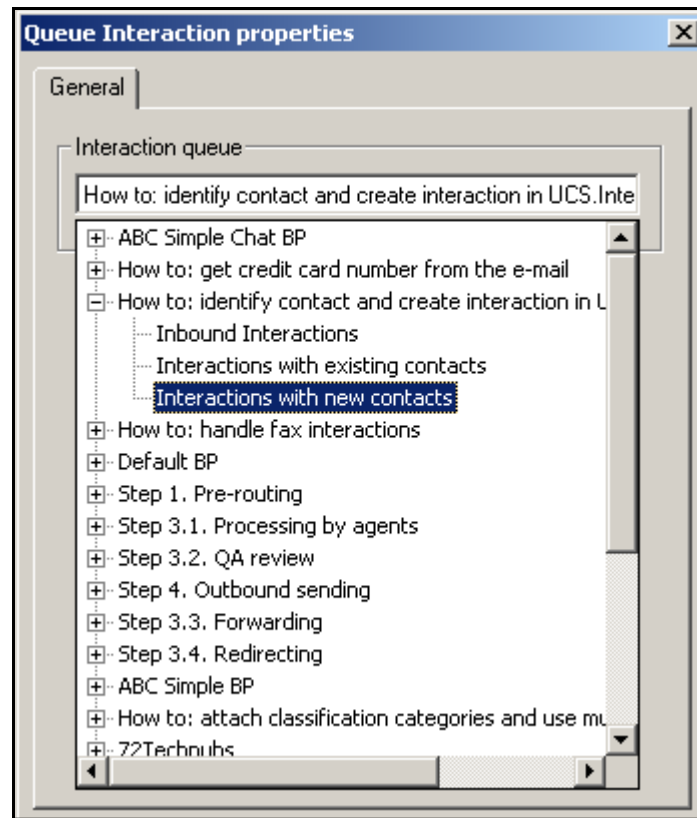 Queue Interaction properties
General
Interaction queue
How to: identify contact and create interaction in UCS.Inte
ABC Simple Chat BP
How to: get credit card number from the e-mail
How to: identify contact and create interaction in U
Inbound Interactions
Interactions with existing contacts
Interactions with new contacts
How to: handle fax interactions
Default BP
Step 1. Pre-routing
Step 3.1. Processing by agents
Step 3.2. QA review
Step 4. Outbound sending
Step 3.3. Forwarding
Step 3.4. Redirecting
ABC Simple BP
How to: attach classification categories and use mu